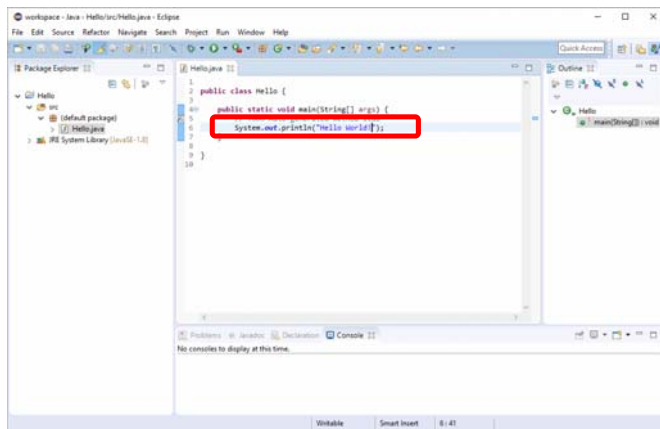 workspace - Java - Hello/src/Hello.java - Eclipse
File Edit Source Refactor Navigate Search Project Run Window Help
Quick Access
Package Explorer
Hello
src
(default package)
Hello.java
JRE System Library [JavaSE-1.8]
Hello.java
1
2 public class Hello {
3
4 public static void main(String[] args) {
5
6 System.out.println("Hello World!");
7
8
9 }
10
Outline
Hello
main(String[]) : void
Problems Javadoc Declaration Console
No consoles to display at this time.
Writable Smart Insert 6 : 41